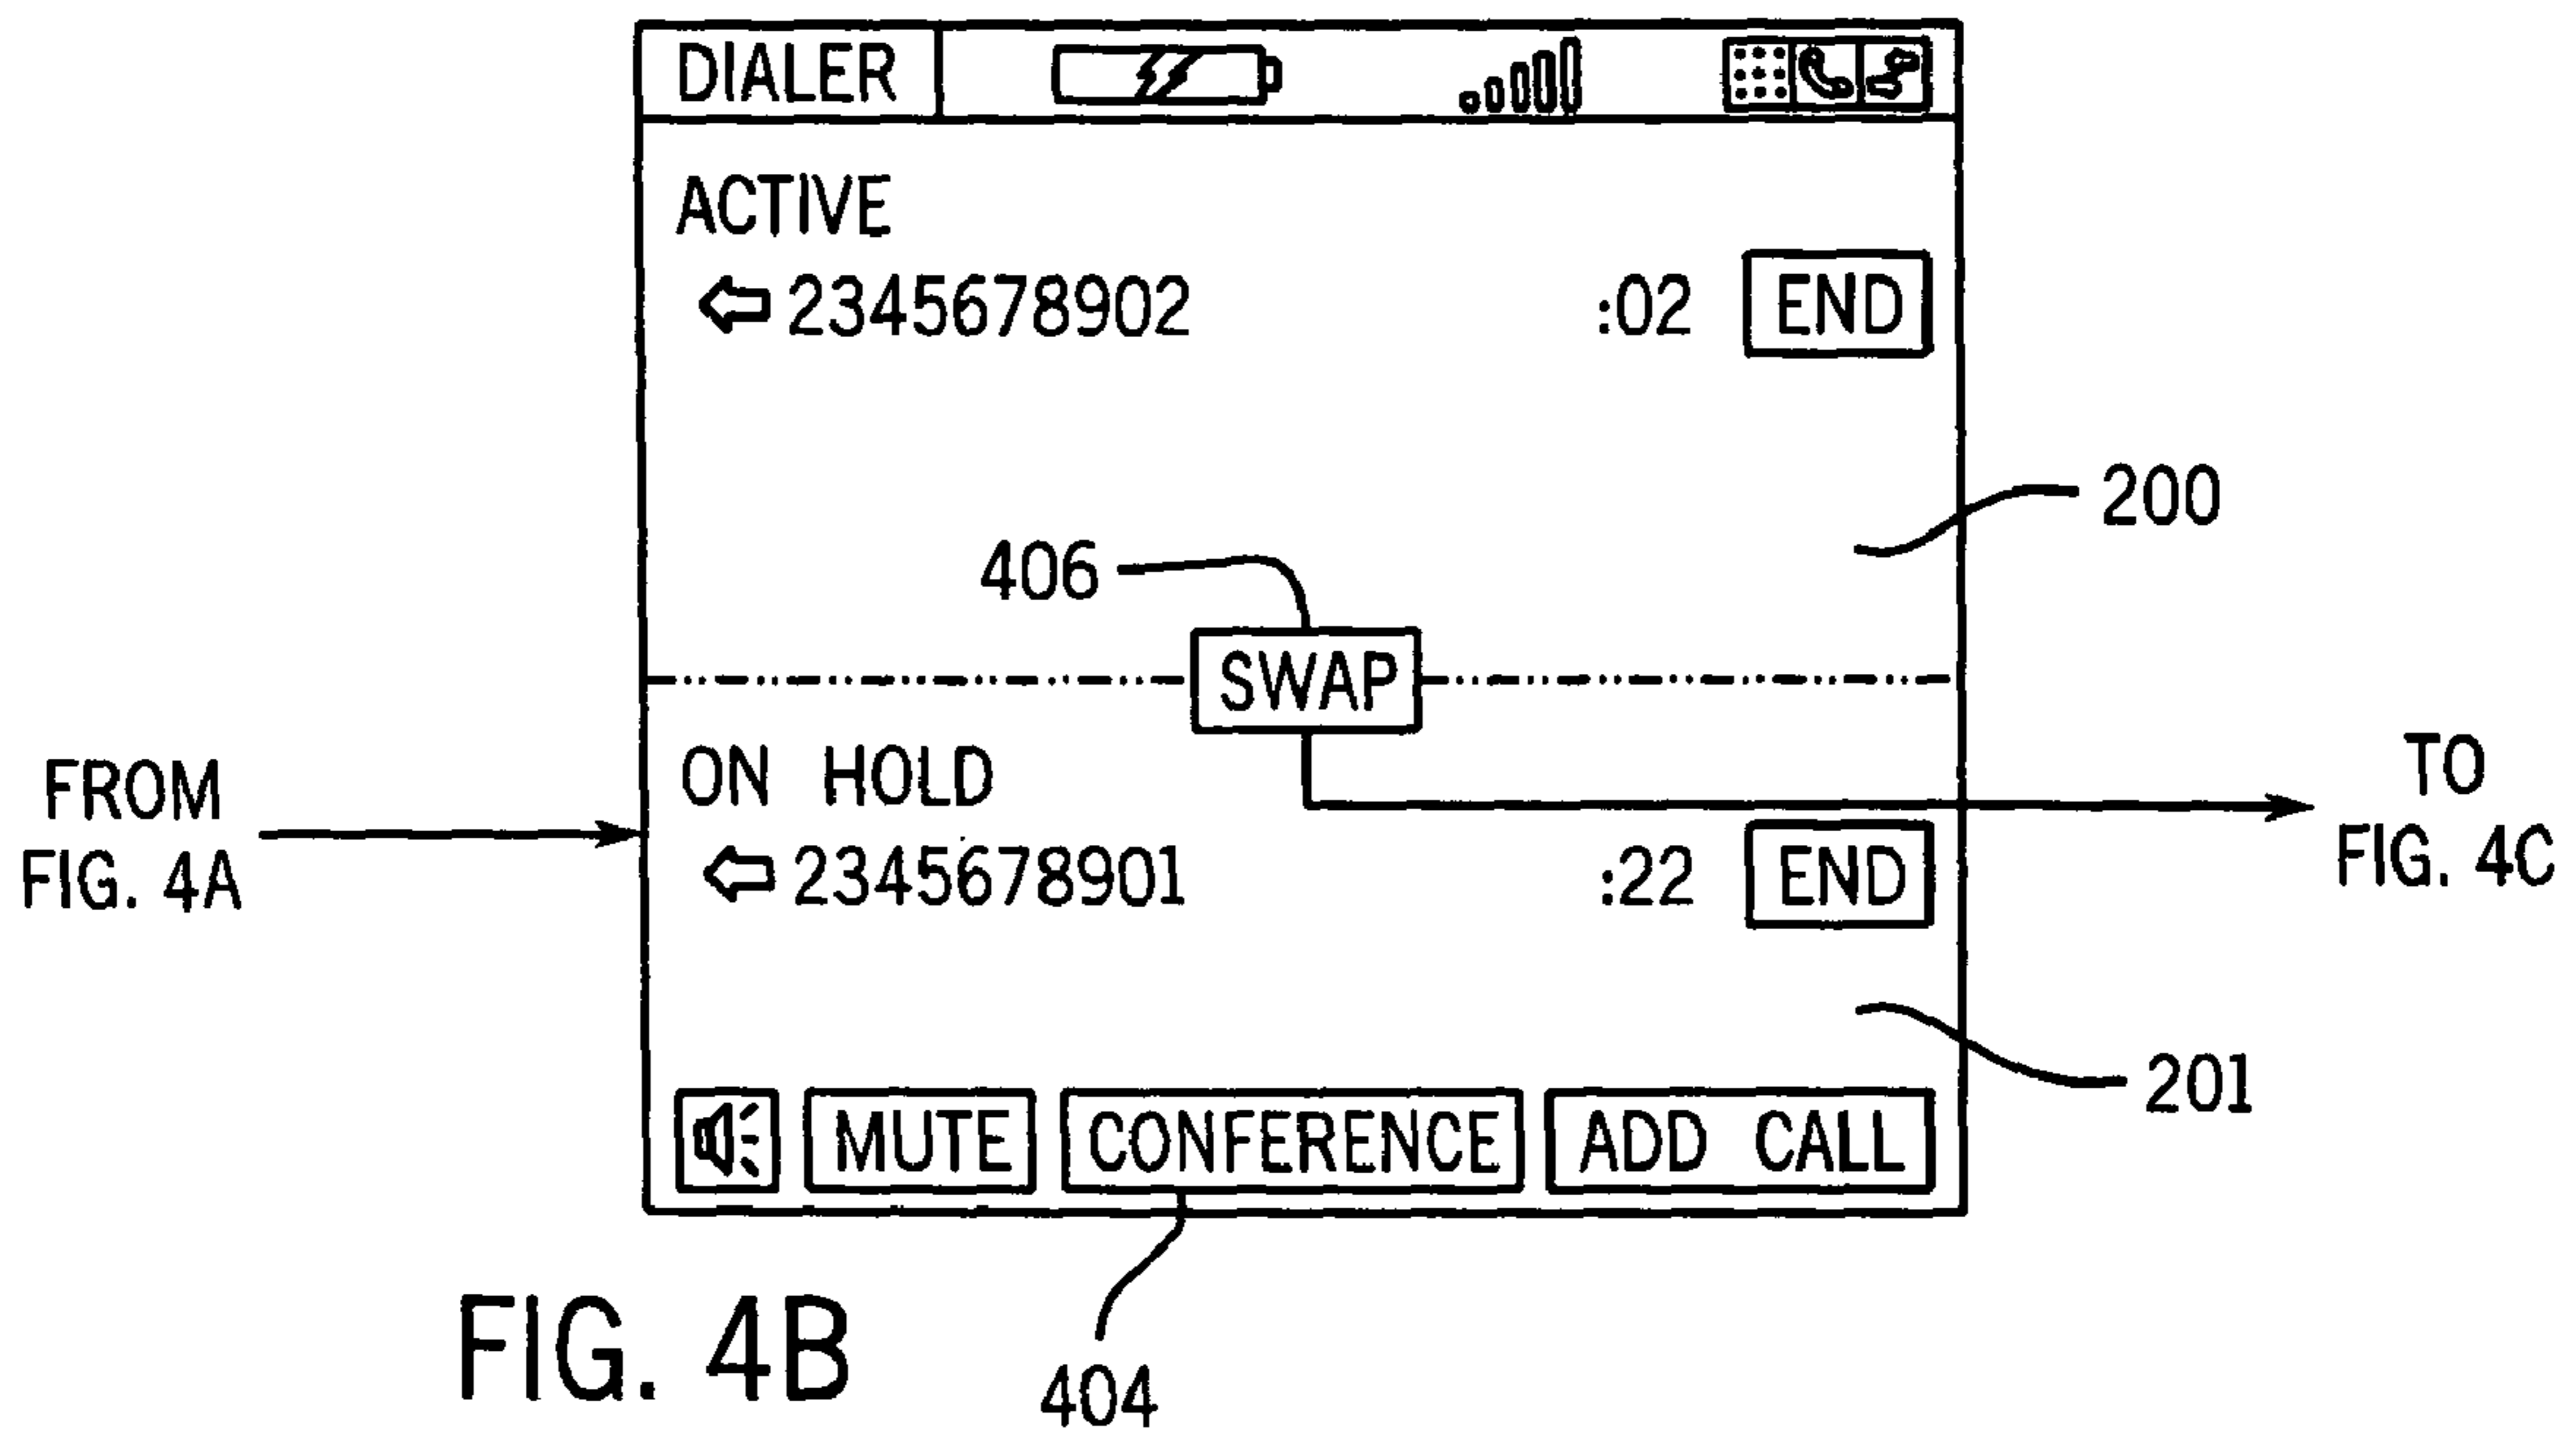 DIALER
ACTIVE
2345678902 :02 END
200
406
SWAP
FROM
FIG. 4A
ON HOLD
2345678901 :22 END
TO
FIG. 4C
201
MUTE CONFERENCE ADD CALL
404
FIG. 4B